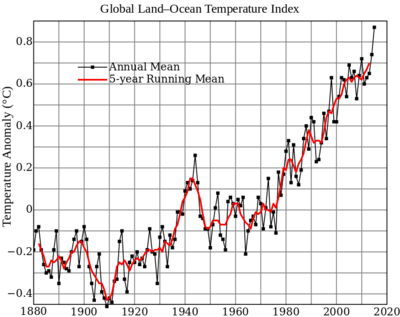 Global Land–Ocean Temperature Index
Temperature Anomaly (°C)
Annual Mean
5-year Running Mean
0.8
0.6
0.4
0.2
0
−0.2
−0.4
1880 1900 1920 1940 1960 1980 2000 2020